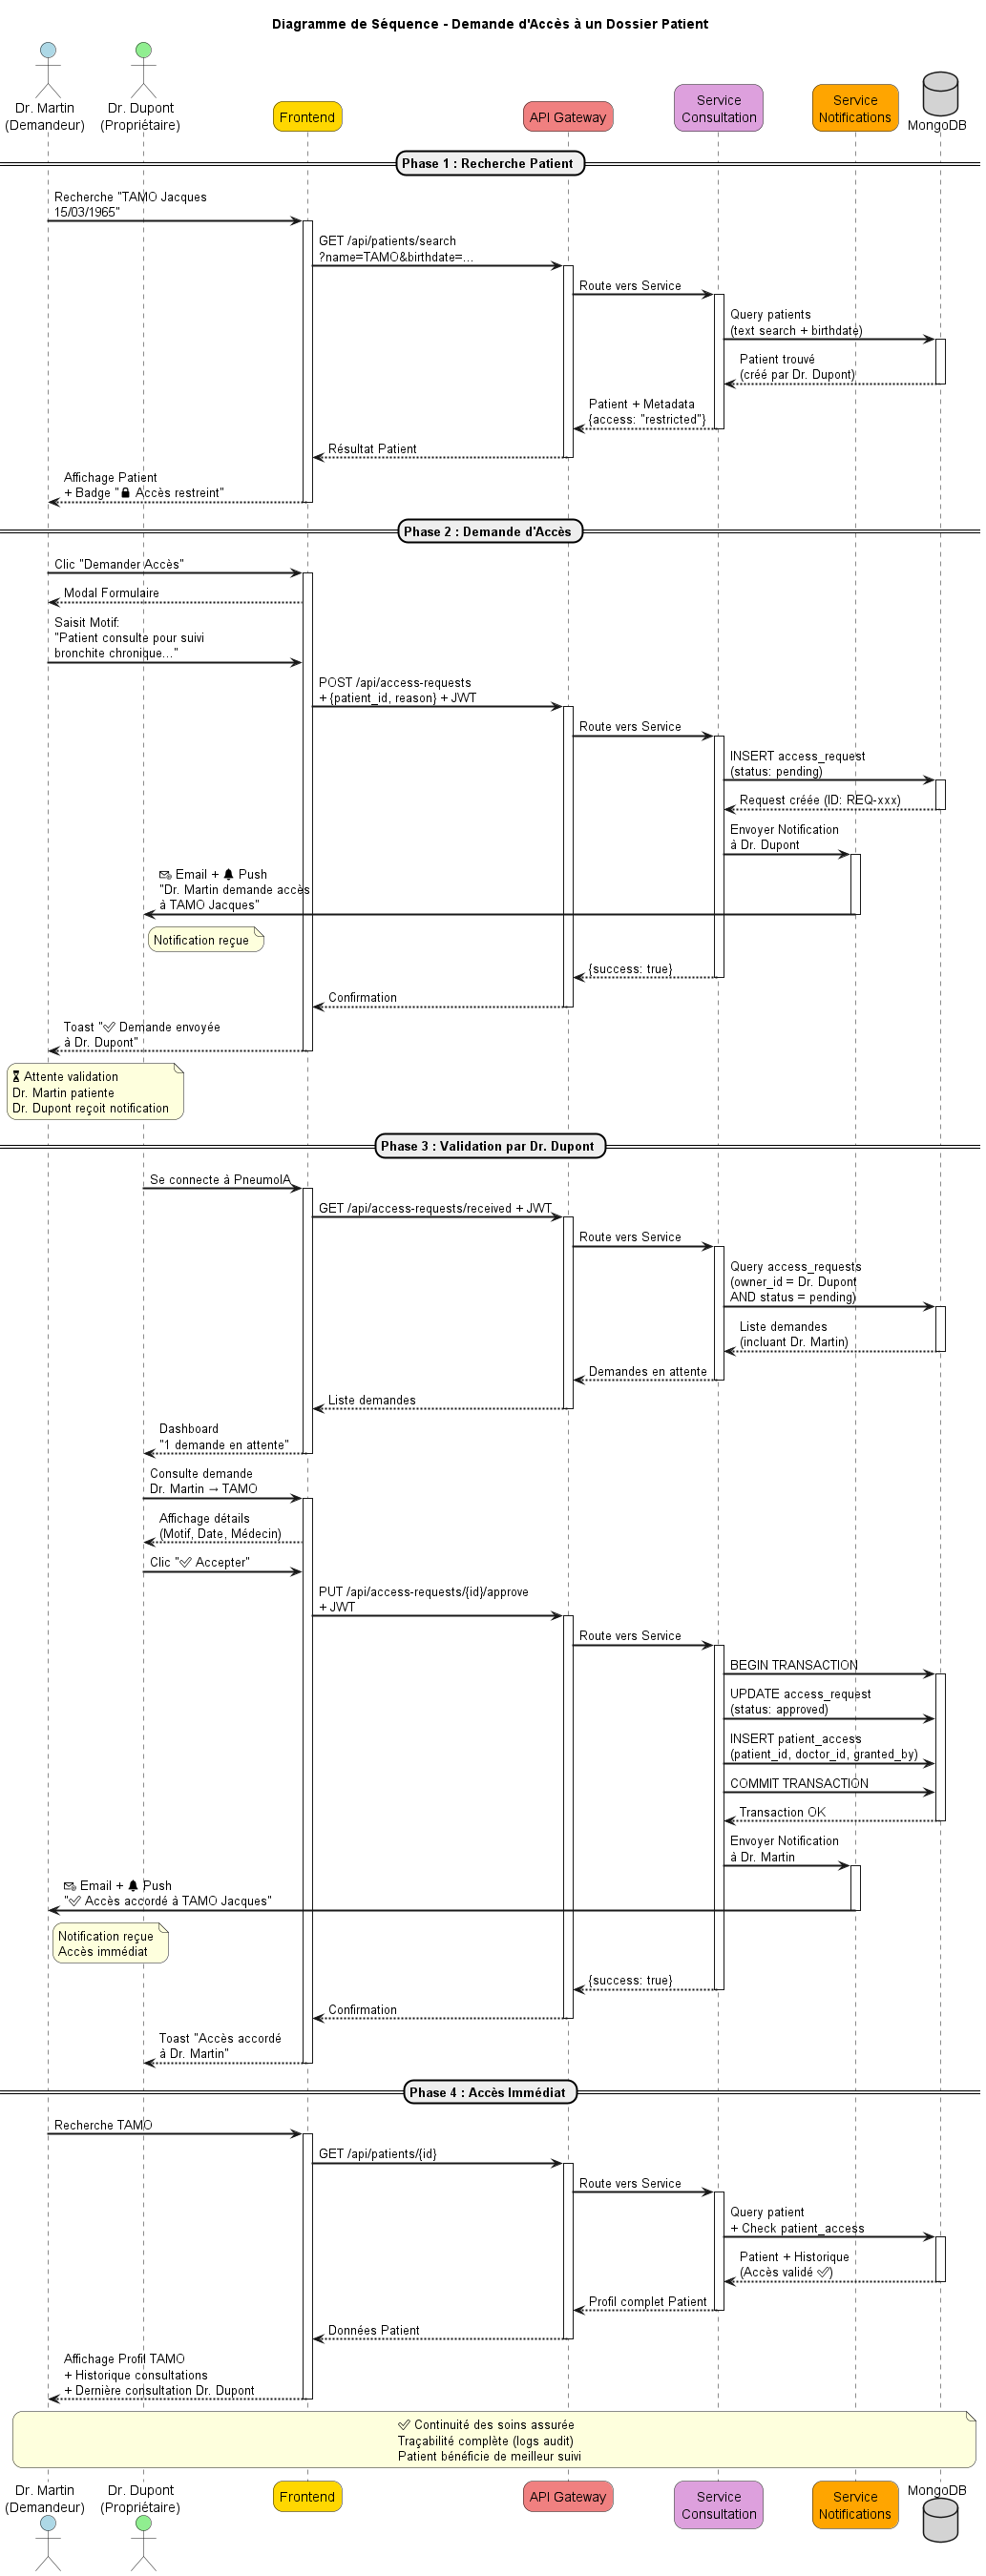 Diagramme de Séquence - Demande d'Accès à un Dossier Patient
Dr. Martin
(Demandeur)
Dr. Dupont
(Propriétaire)
Frontend
API Gateway
Service
Consultation
Service
Notifications
MongoDB
Phase 1 : Recherche Patient
Recherche "TAMO Jacques
15/03/1965"
GET /api/patients/search
?name=TAMO&birthdate=...
Route vers Service
Query patients
(text search + birthdate)
Patient trouvé
(créé par Dr. Dupont)
Patient + Metadata
{access: "restricted"}
Résultat Patient
Affichage Patient
+ Badge "🔒 Accès restreint"
Phase 2 : Demande d'Accès
Clic "Demander Accès"
Modal Formulaire
Saisit Motif:
"Patient consulte pour suivi
bronchite chronique..."
POST /api/access-requests
+ {patient_id, reason} + JWT
Route vers Service
INSERT access_request
(status: pending)
Request créée (ID: REQ-xxx)
Envoyer Notification
à Dr. Dupont
📧 Email + 🔔 Push
"Dr. Martin demande accès
à TAMO Jacques"
Notification reçue
{success: true}
Confirmation
Toast "✅ Demande envoyée
à Dr. Dupont"
⏳ Attente validation
Dr. Martin patiente
Dr. Dupont reçoit notification
Phase 3 : Validation par Dr. Dupont
Se connecte à PneumoIA
GET /api/access-requests/received + JWT
Route vers Service
Query access_requests
(owner_id = Dr. Dupont
AND status = pending)
Liste demandes
(incluant Dr. Martin)
Demandes en attente
Liste demandes
Dashboard
"1 demande en attente"
Consulte demande
Dr. Martin → TAMO
Affichage détails
(Motif, Date, Médecin)
Clic "✅ Accepter"
PUT /api/access-requests/{id}/approve
+ JWT
Route vers Service
BEGIN TRANSACTION
UPDATE access_request
(status: approved)
INSERT patient_access
(patient_id, doctor_id, granted_by)
COMMIT TRANSACTION
Transaction OK
Envoyer Notification
à Dr. Martin
📧 Email + 🔔 Push
"✅ Accès accordé à TAMO Jacques"
Notification reçue
Accès immédiat
{success: true}
Confirmation
Toast "Accès accordé
à Dr. Martin"
Phase 4 : Accès Immédiat
Recherche TAMO
GET /api/patients/{id}
Route vers Service
Query patient
+ Check patient_access
Patient + Historique
(Accès validé ✅)
Profil complet Patient
Données Patient
Affichage Profil TAMO
+ Historique consultations
+ Dernière consultation Dr. Dupont
✅ Continuité des soins assurée
Traçabilité complète (logs audit)
Patient bénéficie de meilleur suivi
Dr. Martin
(Demandeur)
Dr. Dupont
(Propriétaire)
Frontend
API Gateway
Service
Consultation
Service
Notifications
MongoDB